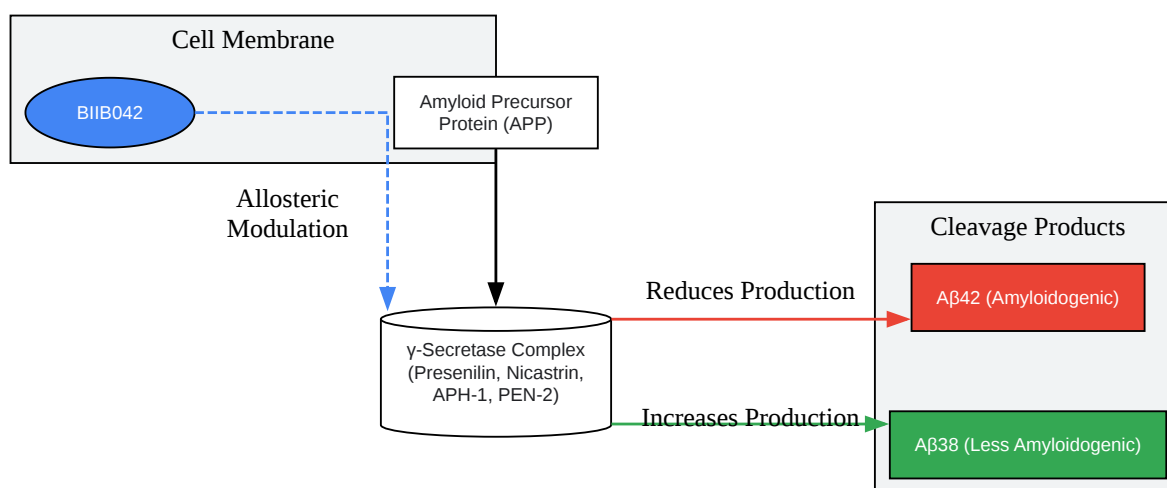 Cell Membrane
BIIB042
Amyloid Precursor
Protein (APP)
Allosteric
Modulation
Cleavage Products
Reduces Production
Aβ42 (Amyloidogenic)
γ-Secretase Complex
(Presenilin, Nicastrin,
APH-1, PEN-2)
Increases Production
Aβ38 (Less Amyloidogenic)